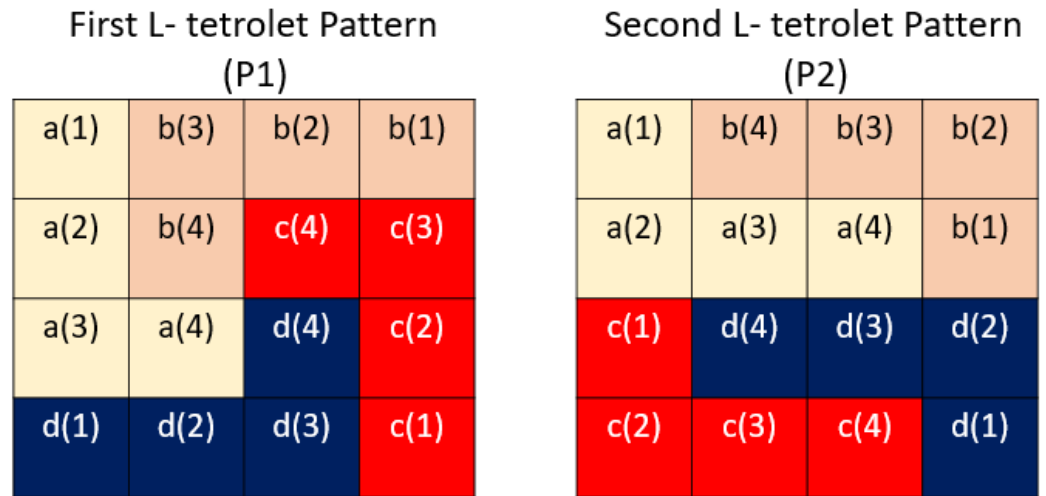 First L- tetrolet Pattern
(P1)
a(1) b(3) b(2) b(1)
a(2) b(4) c(4) c(3)
a(3) a(4) d(4) c(2)
d(1) d(2) d(3) c(1)
Second L- tetrolet Pattern
(P2)
a(1) b(4) b(3) b(2)
a(2) a(3) a(4) b(1)
c(1) d(4) d(3) d(2)
c(2) c(3) c(4) d(1)